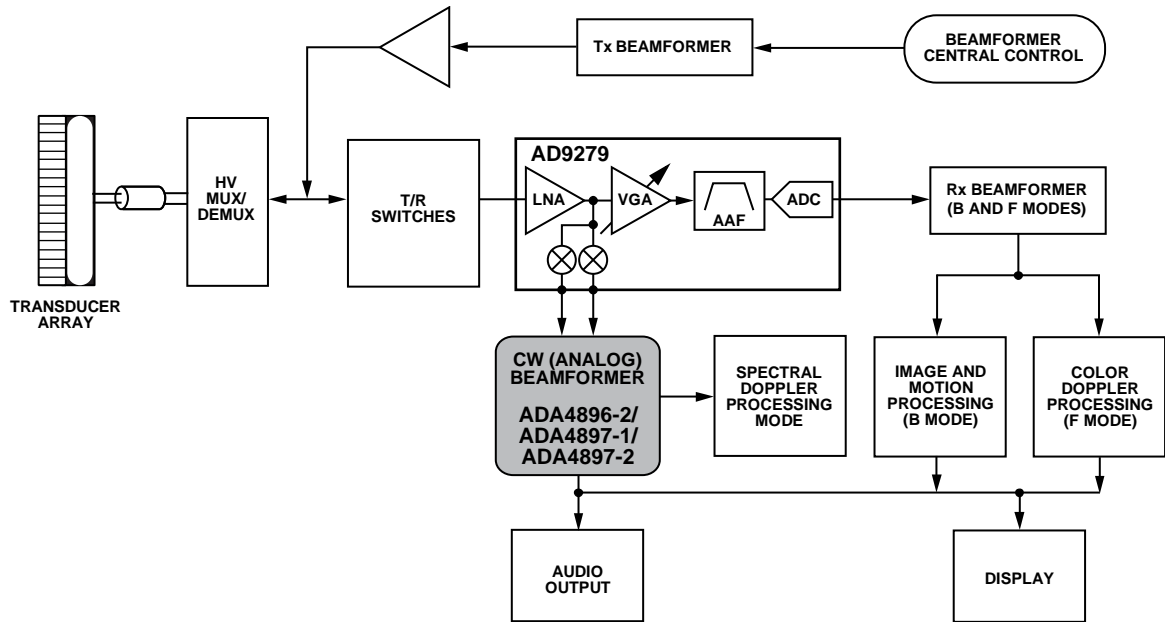 Tx BEAMFORMER
BEAMFORMER
CENTRAL CONTROL
TRANSDUCER
ARRAY
HV
MUX/
DEMUX
T/R
SWITCHES
AD9279
LNA
VGA
AAF
ADC
Rx BEAMFORMER
(B AND F MODES)
CW (ANALOG)
BEAMFORMER
ADA4896-2/
ADA4897-1/
ADA4897-2
SPECTRAL
DOPPLER
PROCESSING
MODE
IMAGE AND
MOTION
PROCESSING
(B MODE)
COLOR
DOPPLER
PROCESSING
(F MODE)
AUDIO
OUTPUT
DISPLAY